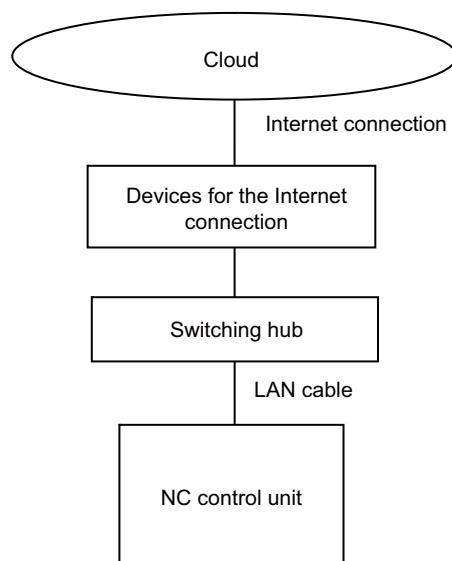 Cloud
Internet connection
Devices for the Internet
connection
Switching hub
LAN cable
NC control unit